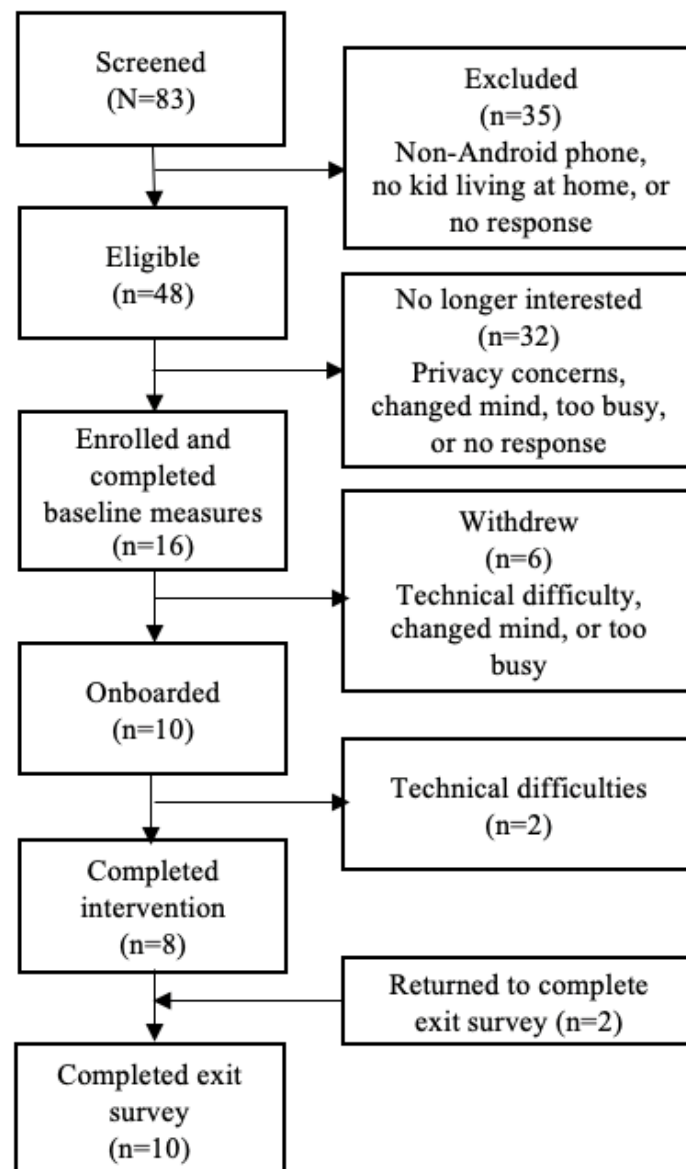 Screened
(N=83)
Excluded
(n=35)
Non-Android phone,
no kid living at home, or
no response
Eligible
(n=48)
No longer interested
(n=32)
Privacy concerns,
changed mind, too busy,
or no response
Enrolled and
completed
baseline measures
(n=16)
Withdrew
(n=6)
Technical difficulty,
changed mind, or too
busy
Onboarded
(n=10)
Technical difficulties
(n=2)
Completed
intervention
(n=8)
Returned to complete
exit survey (n=2)
Completed exit
survey
(n=10)